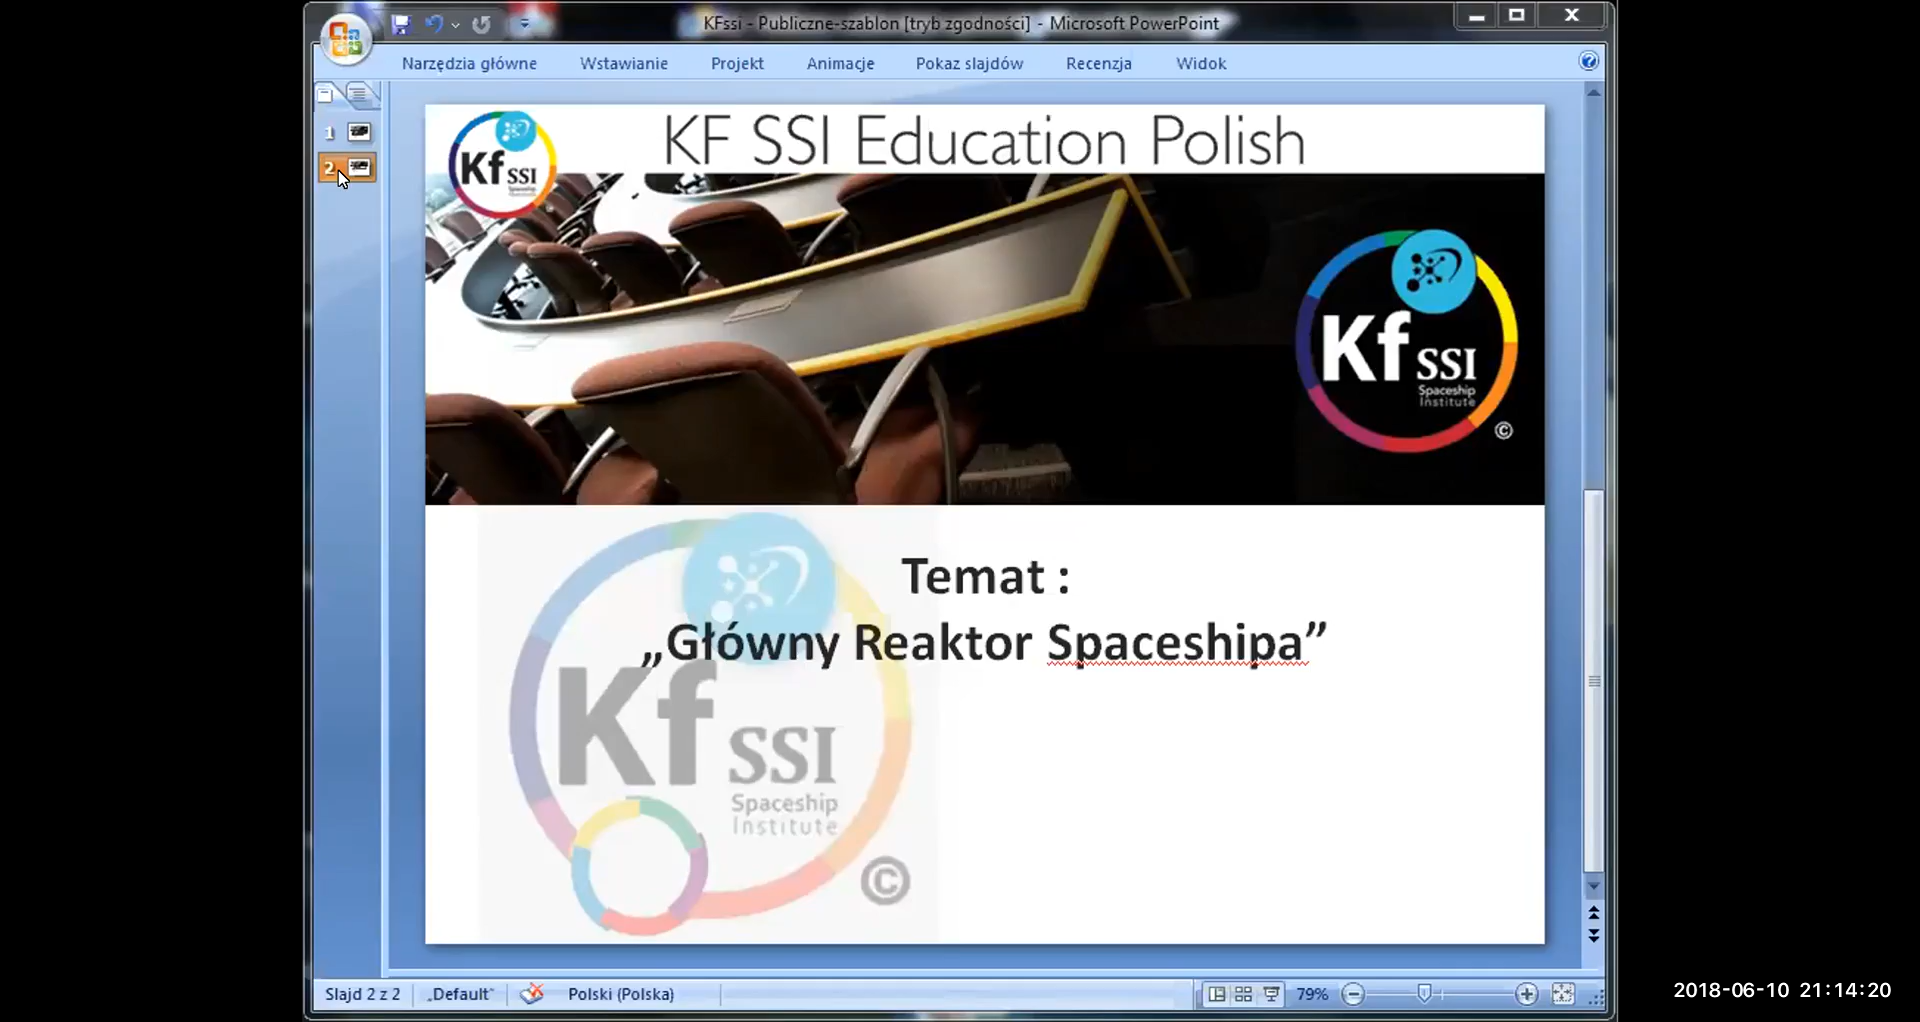 KFssi - Publiczne-szablon [tryb zgodności] - Microsoft PowerPoint
Narzędzia główne Wstawianie Projekt Animacje Pokaz slajdów Recenzja Widok
1
2
KF SSI Education Polish
Kf SSI
Spaceship
Institute
Kf SSI
Spaceship
Institute
©
Temat :
„Główny Reaktor Spaceshipa”
Kf SSI
Spaceship
Institute
©
Slajd 2 z 2 „Default” Polski (Polska) 79%
2018-06-10 21:14:20